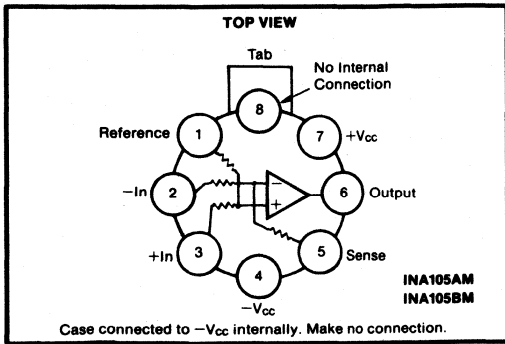 TOP VIEW
Tab
No Internal
Connection
8
Reference
1
7
+Vcc
−In
2
−
+
6
Output
+In
3
5
Sense
4
−Vcc
INA105AM
INA105BM
Case connected to −Vcc internally. Make no connection.